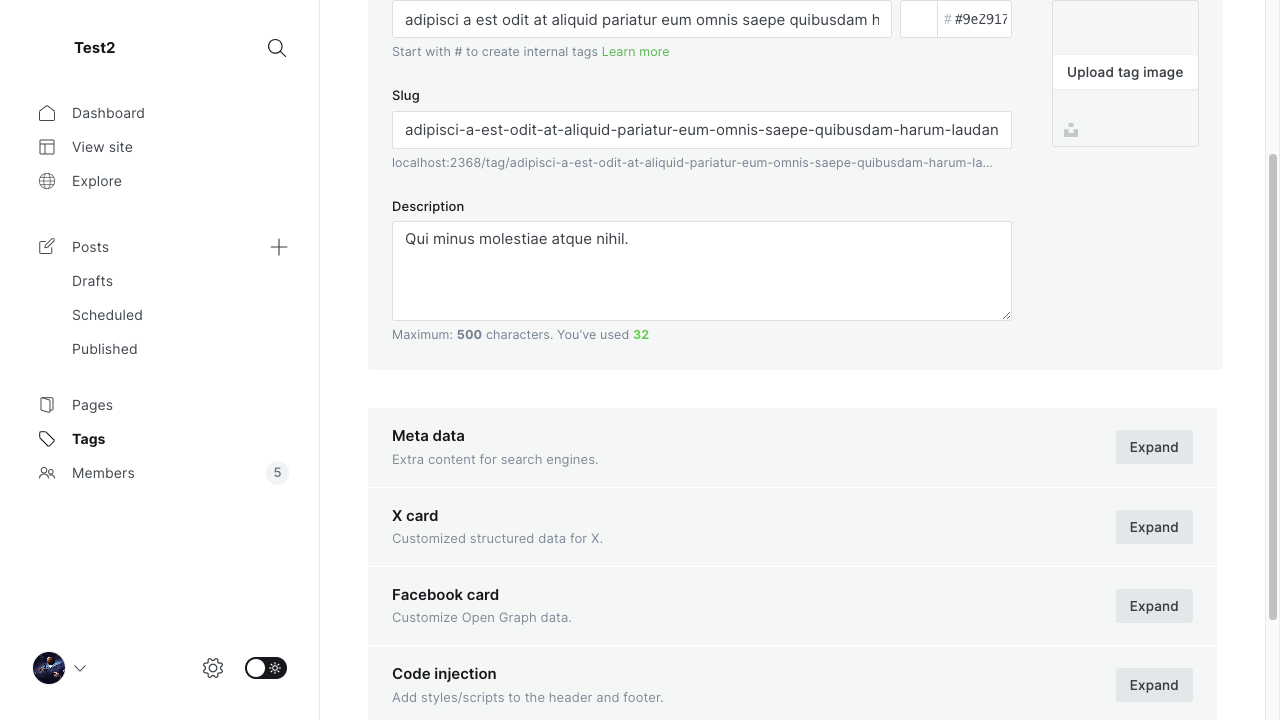 Test2
Dashboard
View site
Explore
Posts
Drafts
Scheduled
Published
Pages
Tags
Members
5
adipisci a est odit at aliquid pariatur eum omnis saepe quibusdam h
# #9e2917
Start with # to create internal tags Learn more
Upload tag image
Slug
adipisci-a-est-odit-at-aliquid-pariatur-eum-omnis-saepe-quibusdam-harum-laudan
localhost:2368/tag/adipisci-a-est-odit-at-aliquid-pariatur-eum-omnis-saepe-quibusdam-harum-la...
Description
Qui minus molestiae atque nihil.
Maximum: 500 characters. You’ve used 32
Meta data
Extra content for search engines.
Expand
X card
Customized structured data for X.
Expand
Facebook card
Customize Open Graph data.
Expand
Code injection
Add styles/scripts to the header and footer.
Expand